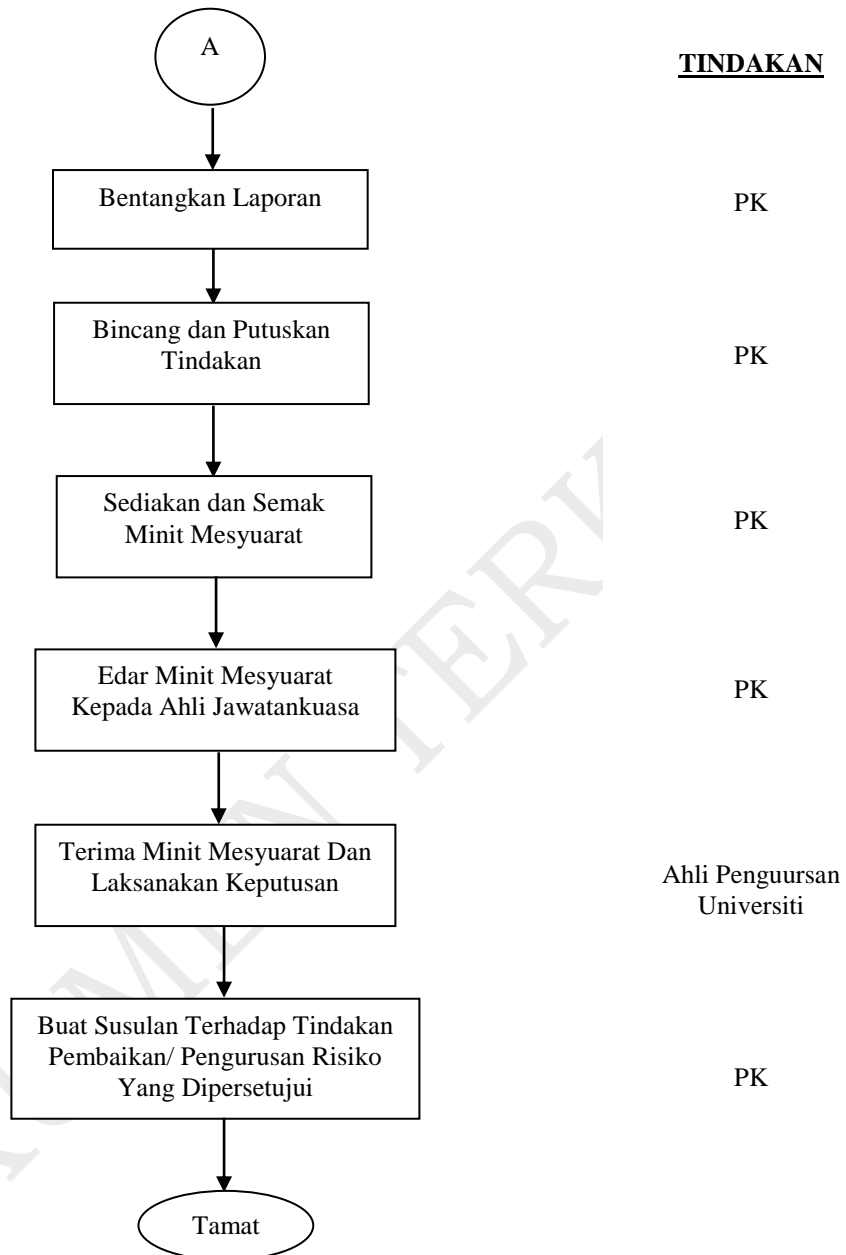 A
TINDAKAN
Bentangkan Laporan
PK
Bincang dan Putuskan
Tindakan
PK
Sediakan dan Semak
Minit Mesyuarat
PK
Edar Minit Mesyuarat
Kepada Ahli Jawatankuasa
PK
Terima Minit Mesyuarat Dan
Laksanakan Keputusan
Ahli Penguursan
Universiti
Buat Susulan Terhadap Tindakan
Pembaikan/ Pengurusan Risiko
Yang Dipersetujui
PK
Tamat